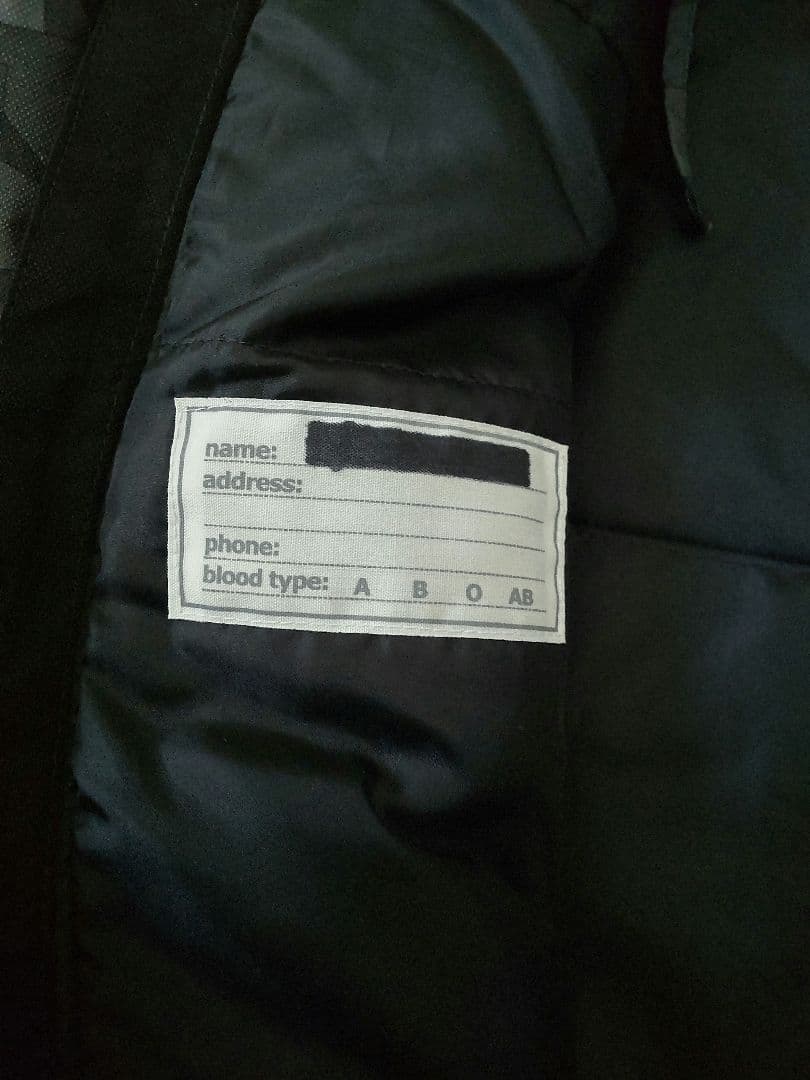 name:
address:
phone:
blood type: A B O AB